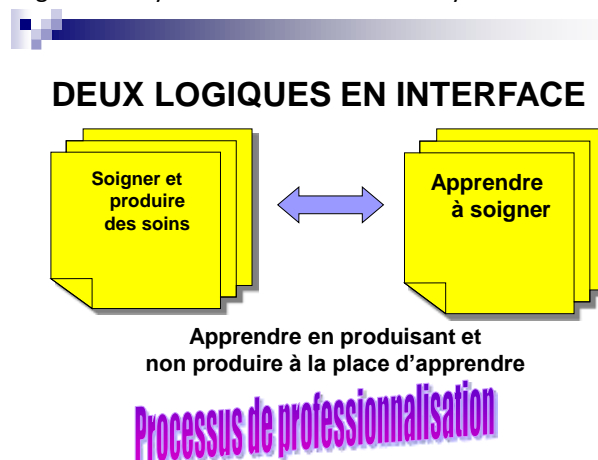 DEUX LOGIQUES EN INTERFACE
Soigner et
produire
des soins
Apprendre
à soigner
Apprendre en produisant et
non produire à la place d'apprendre
Processus de professionnalisation